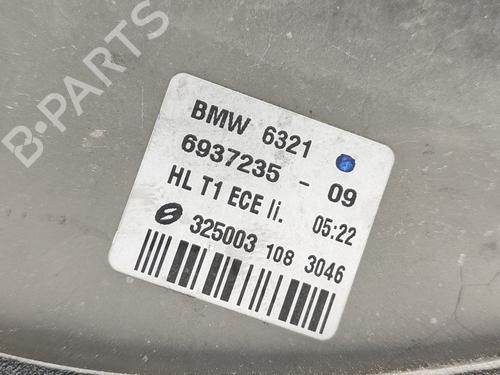 B-PARTS
BMW 6321
6937235 - 09
HL T1 ECE li. 05:22
325003 108 3046